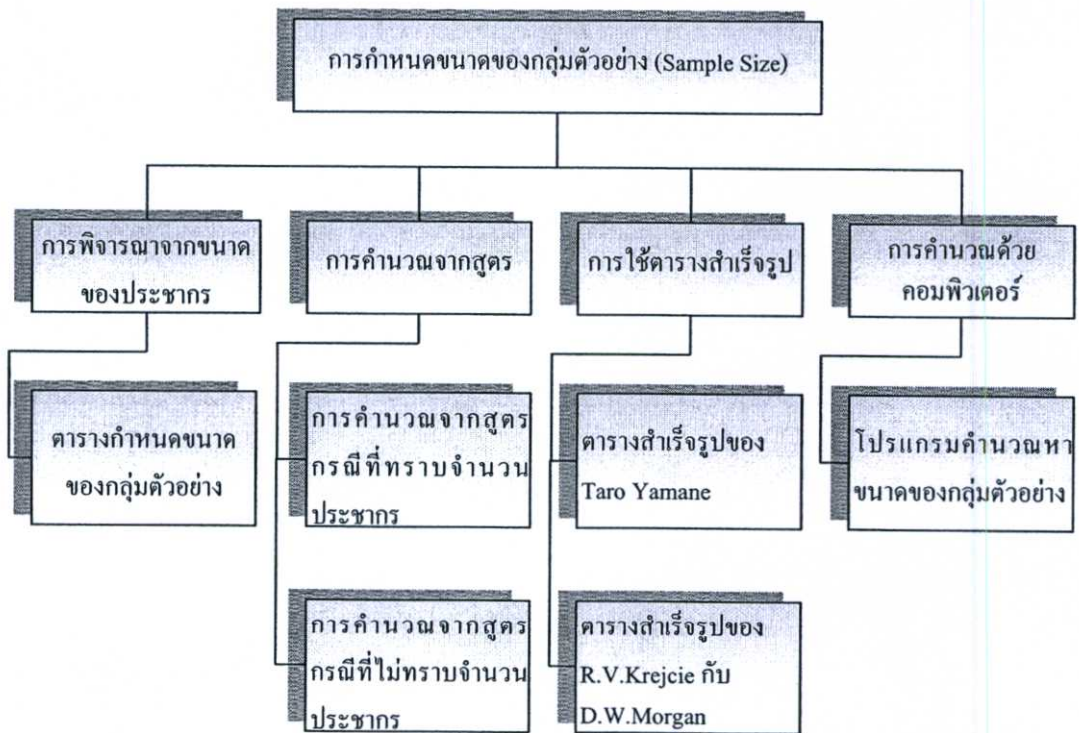 การกำหนดขนาดของกลุ่มตัวอย่าง (Sample Size)
การพิจารณาจากขนาด
ของประชากร
การคำนวณจากสูตร
การใช้ตารางสำเร็จรูป
การคำนวณด้วย
คอมพิวเตอร์
ตารางกำหนดขนาด
ของกลุ่มตัวอย่าง
การคำนวณจากสูตร
กรณีที่ทราบจำนวน
ประชากร
ตารางสำเร็จรูปของ
Taro Yamane
โปรแกรมคำนวณหา
ขนาดของกลุ่มตัวอย่าง
การคำนวณจากสูตร
กรณีที่ไม่ทราบจำนวน
ประชากร
ตารางสำเร็จรูปของ
R.V.Krejcie กับ
D.W.Morgan